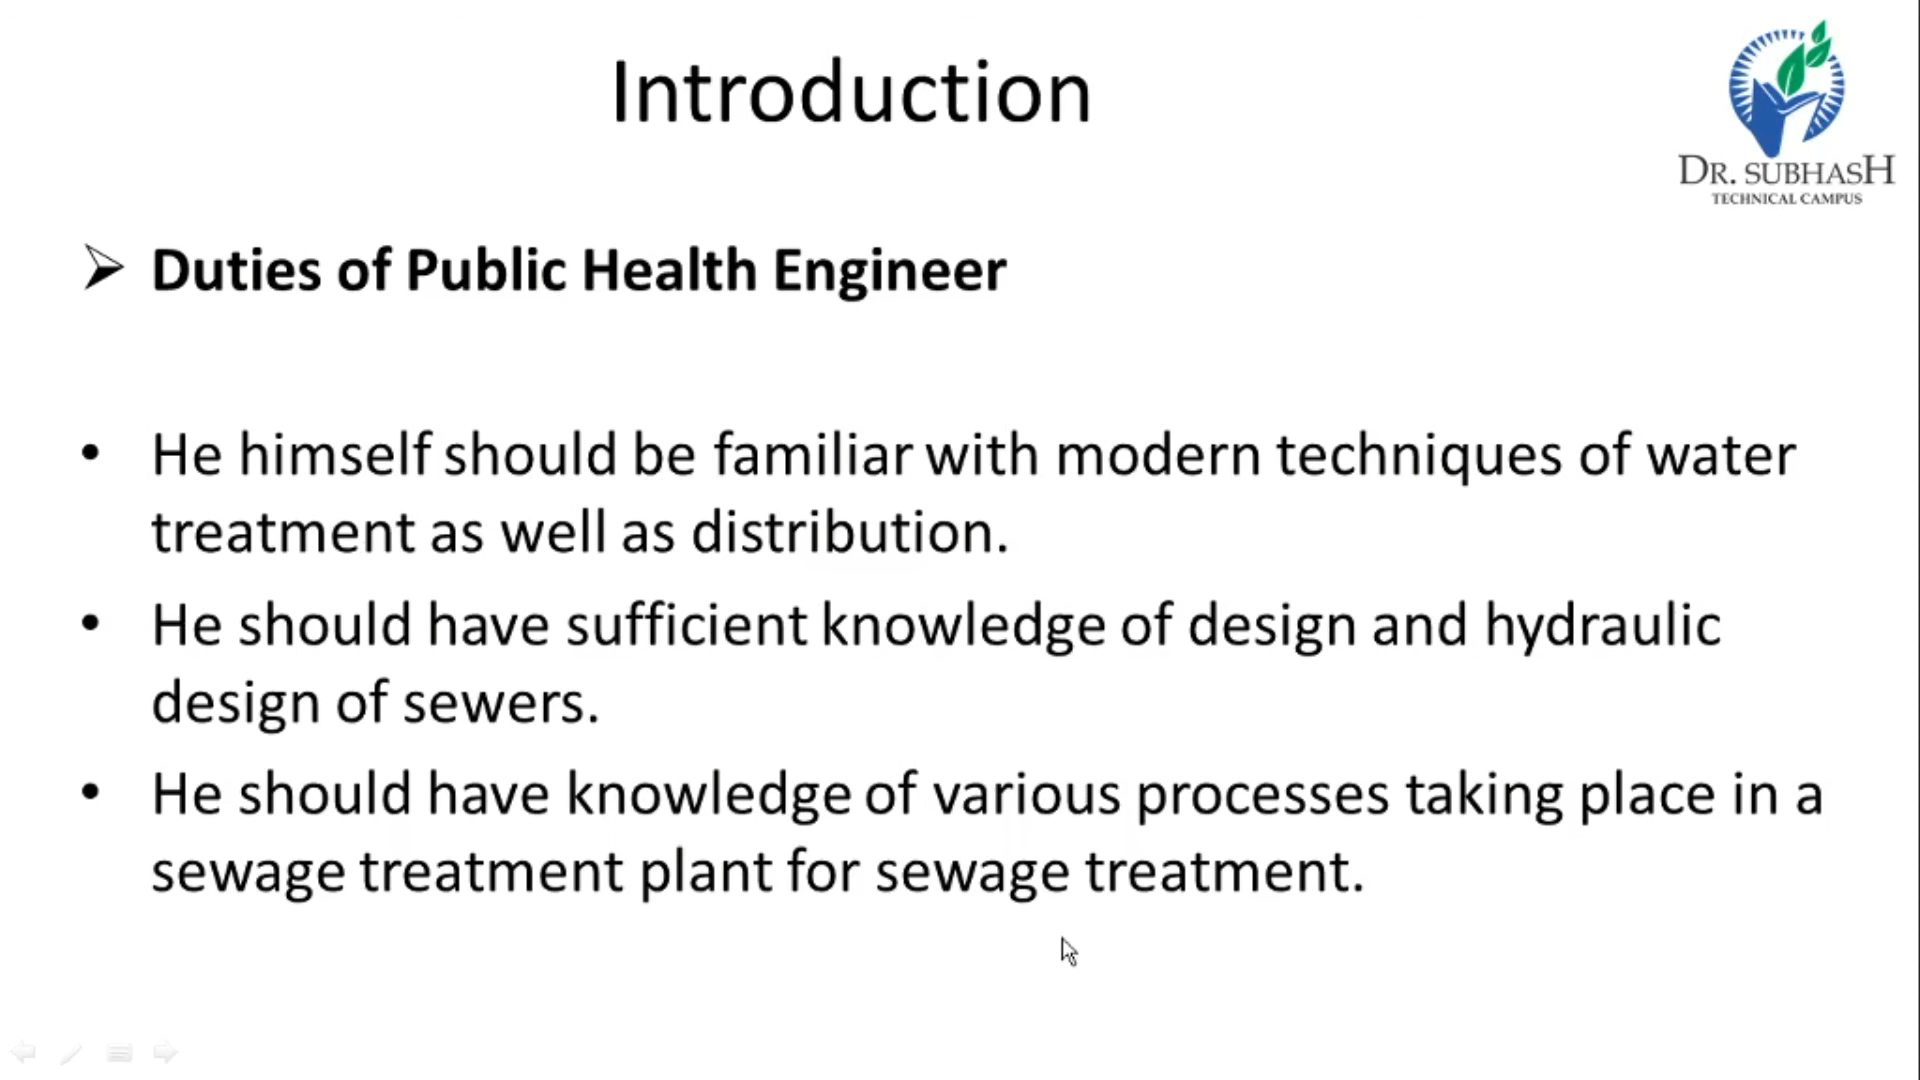 Introduction
DR. SUBHASH
TECHNICAL CAMPUS
➢ Duties of Public Health Engineer
• He himself should be familiar with modern techniques of water
treatment as well as distribution.
• He should have sufficient knowledge of design and hydraulic
design of sewers.
• He should have knowledge of various processes taking place in a
sewage treatment plant for sewage treatment.